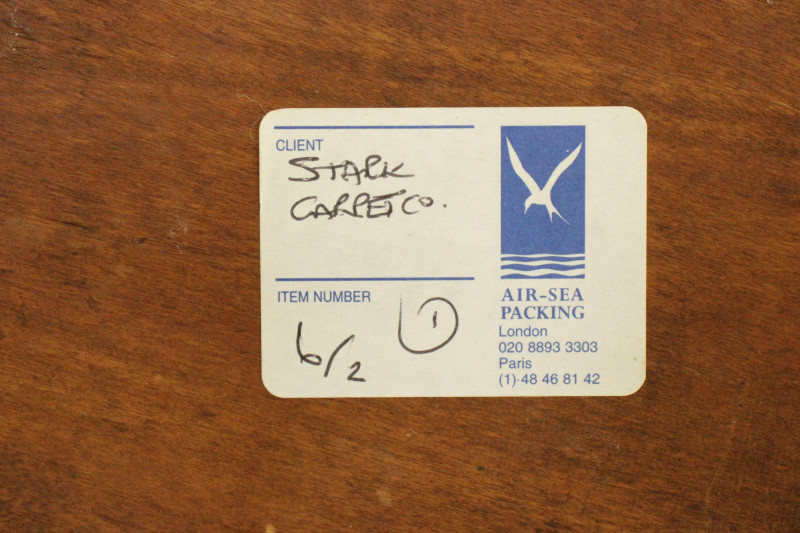 CLIENT
STARK
CARPET CO.
ITEM NUMBER
6/2
1
AIR-SEA
PACKING
London
020 8893 3303
Paris
(1)-48 46 81 42